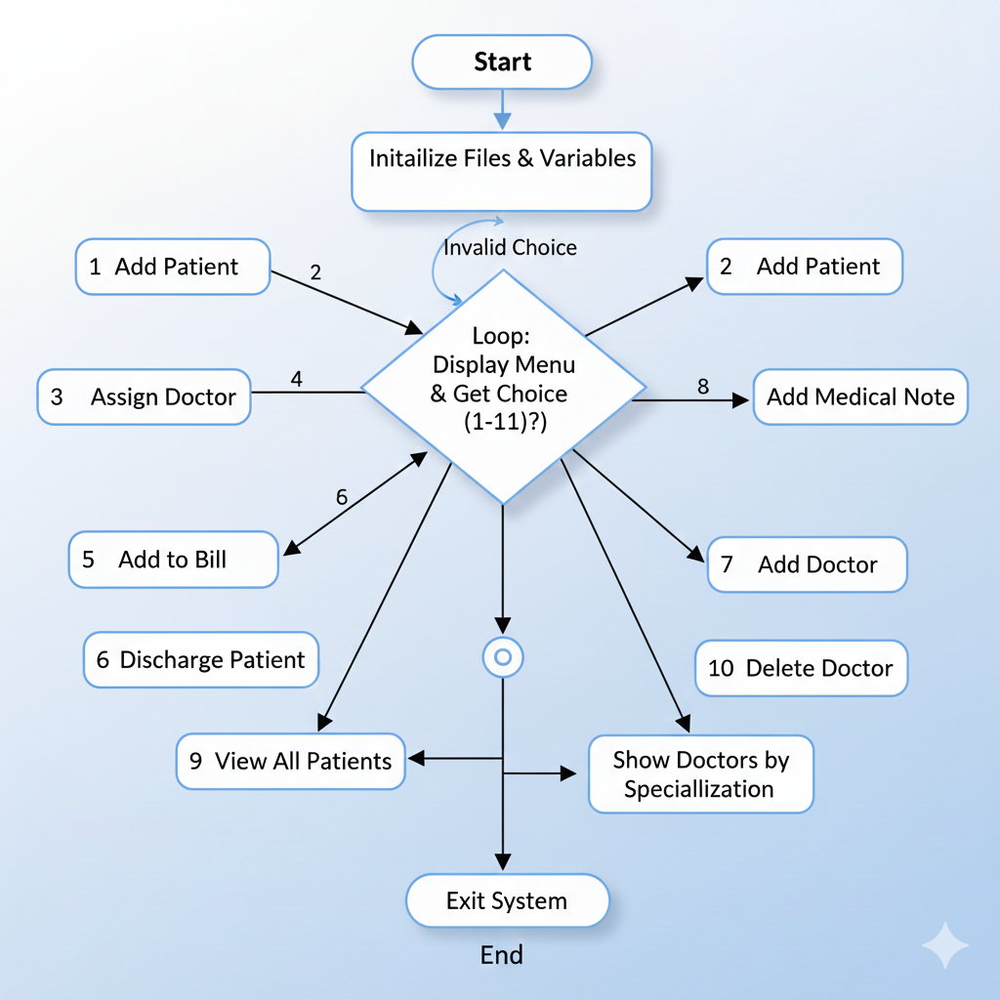 Start
Initailize Files & Variables
Invalid Choice
1 Add Patient
2
2 Add Patient
Loop:
Display Menu
& Get Choice
(1-11)?)
3 Assign Doctor
4
8
Add Medical Note
6
5 Add to Bill
7 Add Doctor
6 Discharge Patient
10 Delete Doctor
9 View All Patients
Show Doctors by
Speciallization
Exit System
End